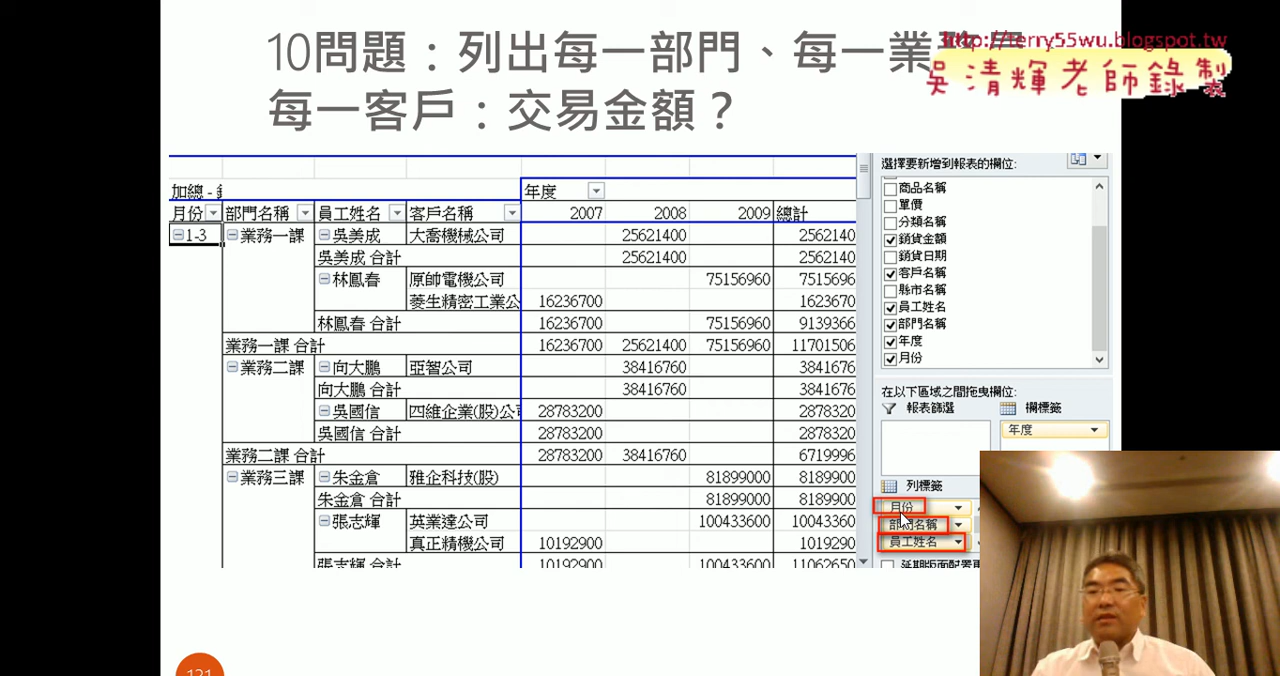 10問題：列出每一部門、每一業
http://terry55wu.blogspot.tw
吳清輝老師錄製
每一客戶：交易金額？
加總 -
年度
月份 部門名稱 員工姓名 客戶名稱 2007 2008 2009 總計
1-3 業務一課 吳美成 大喬機械公司 25621400 2562140
吳美成 合計 25621400 2562140
林鳳春 原帥電機公司 75156960 7515696
菱生精密工業公 16236700 1623670
林鳳春 合計 16236700 75156960 9139366
業務一課 合計 16236700 25621400 75156960 11701506
業務二課 向大鵬 亞智公司 38416760 3841676
向大鵬 合計 38416760 3841676
吳國信 四維企業(股)公 28783200 2878320
吳國信 合計 28783200 2878320
業務二課 合計 28783200 38416760 6719996
業務三課 朱金倉 雅企科技(股) 81899000 8189900
朱金倉 合計 81899000 8189900
張志輝 英業達公司 100433600 10043360
真正精機公司 10192900 1019290
張志輝 合計 10192900 100433600 11062650
選擇要新增到報表的欄位:
商品名稱
單價
分類名稱
銷貨金額
銷貨日期
客戶名稱
縣市名稱
員工姓名
部門名稱
年度
月份
在以下區域之間拖曳欄位:
報表篩選 欄標籤
年度
列標籤
月份
部門名稱
員工姓名
延期版面配置
121